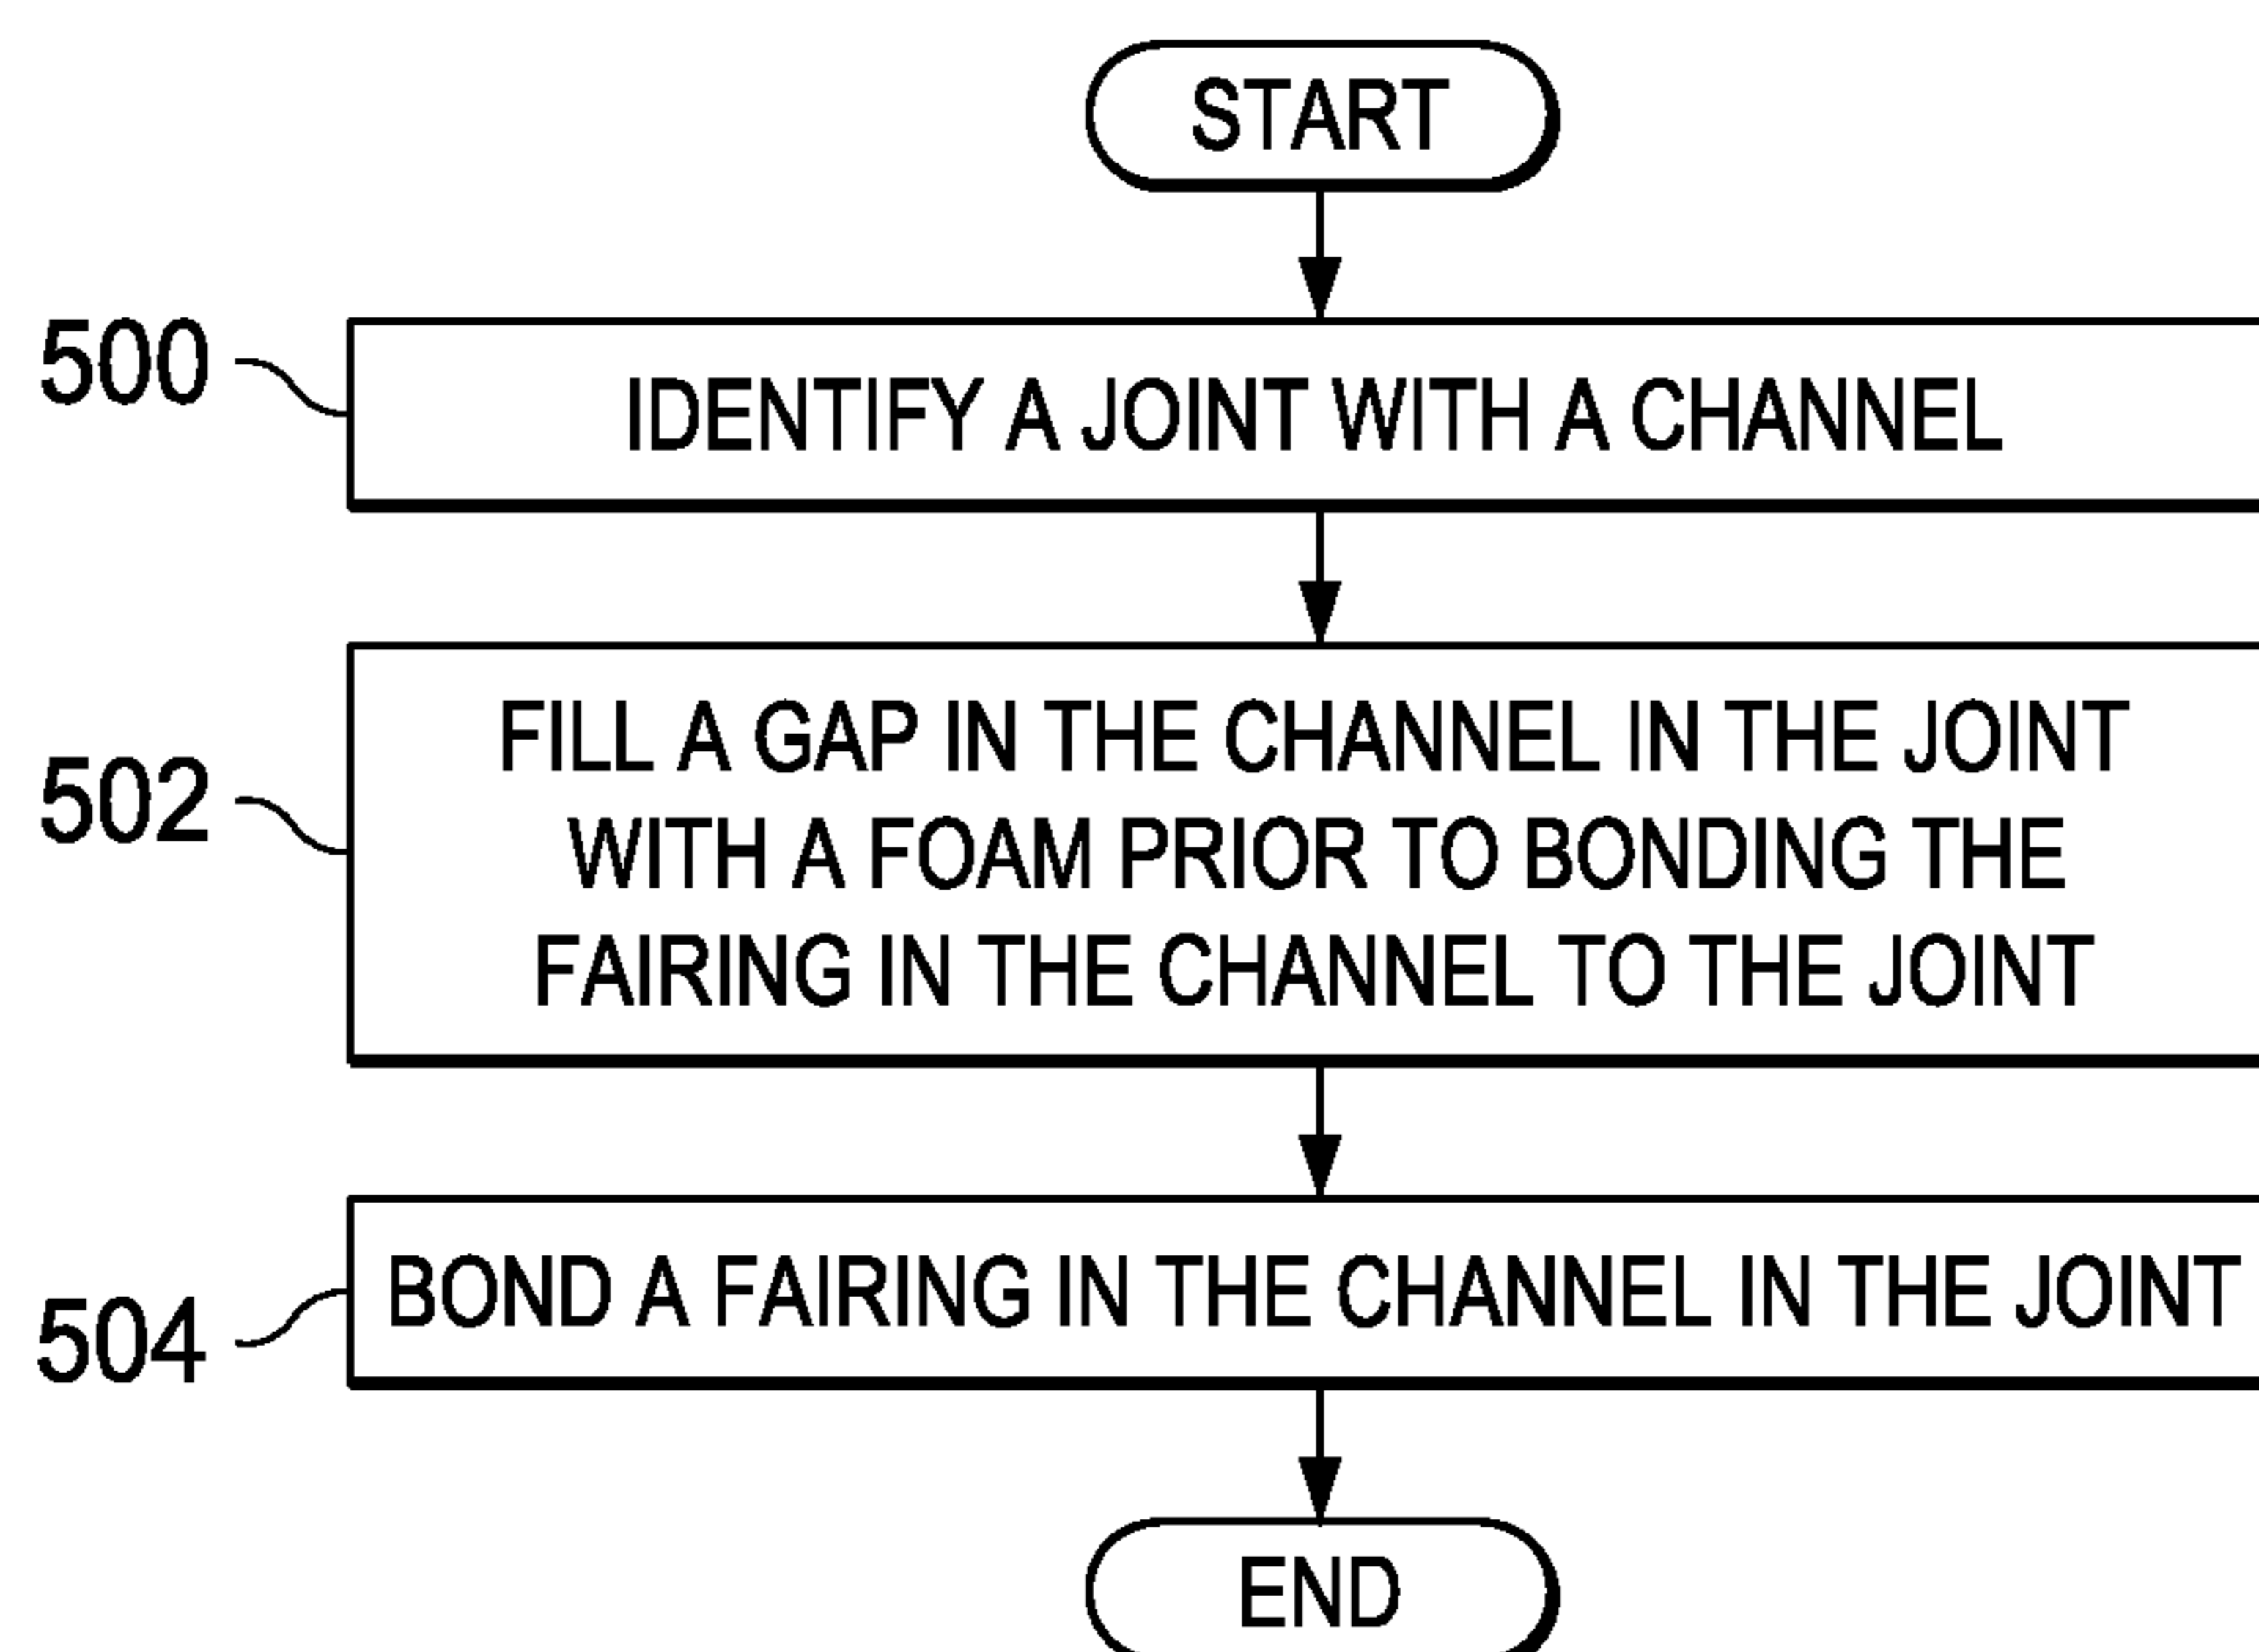 START
500
IDENTIFY A JOINT WITH A CHANNEL
502
FILL A GAP IN THE CHANNEL IN THE JOINT
WITH A FOAM PRIOR TO BONDING THE
FAIRING IN THE CHANNEL TO THE JOINT
504
BOND A FAIRING IN THE CHANNEL IN THE JOINT
END